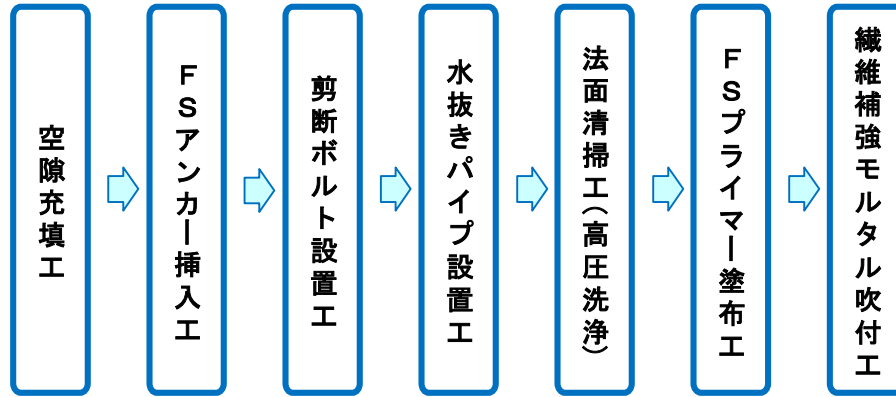 空隙充填工
FSアンカー挿入工
剪断ボルト設置工
水抜きパイプ設置工
法面清掃工(高圧洗浄)
FSプライマー塗布工
繊維補強モルタル吹付工